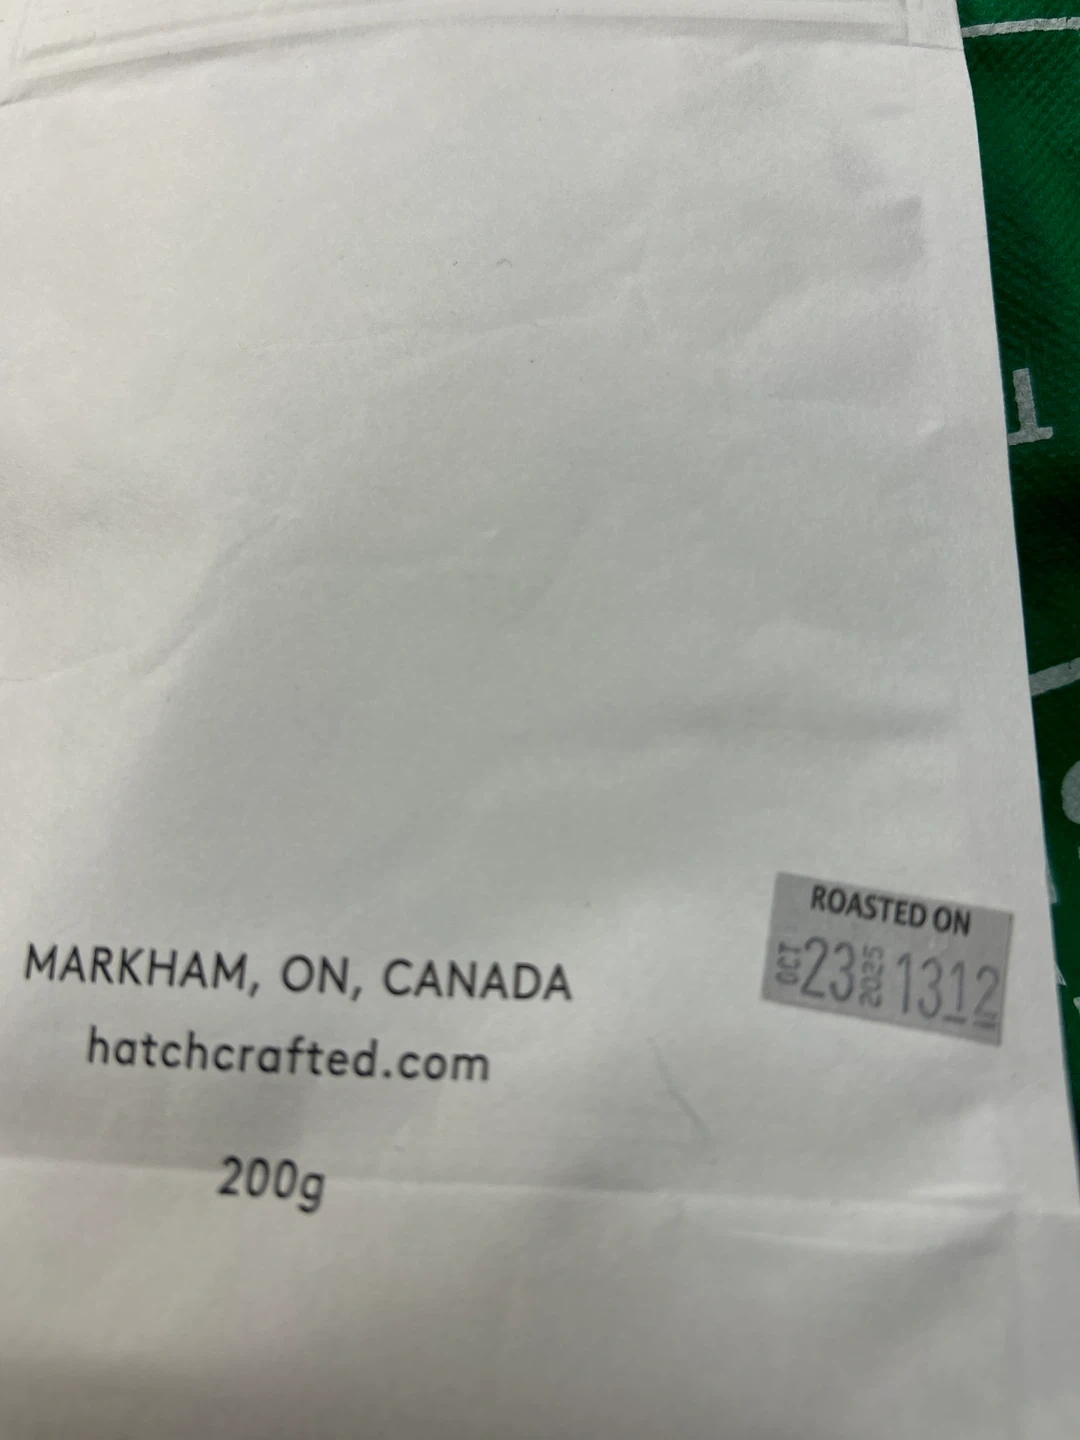 MARKHAM, ON, CANADA
hatchcrafted.com
200g
ROASTED ON
OCT 23 2025 1312